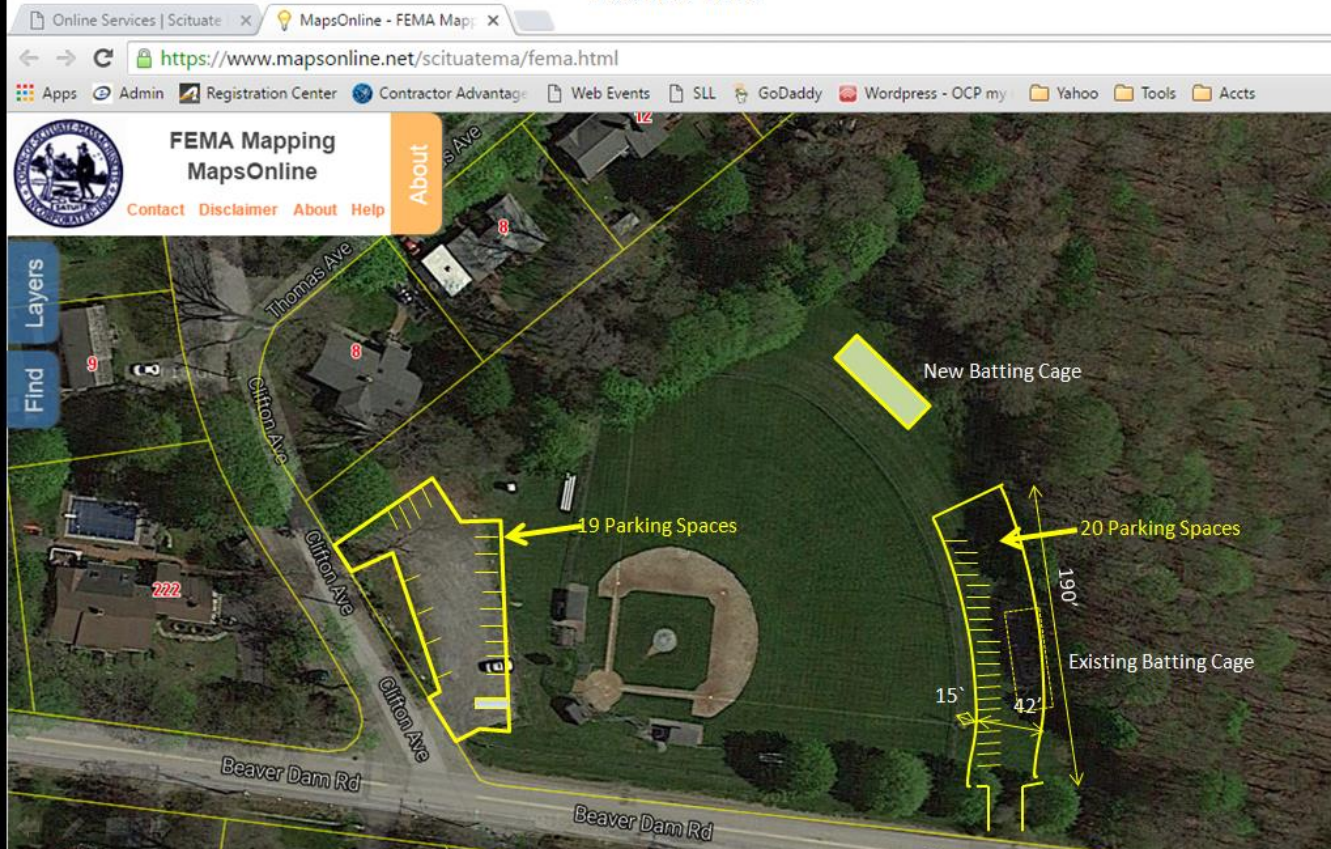 Online Services | Scituate
MapsOnline - FEMA Mapp
https://www.mapsonline.net/scituatema/fema.html
Apps Admin Registration Center Contractor Advantage Web Events SLL GoDaddy Wordpress - OCP my Yahoo Tools Accts
FEMA Mapping
MapsOnline
Contact Disclaimer About Help
About
Layers
Find
12
8
Thomas Ave
9
8
Clifton Ave
New Batting Cage
19 Parking Spaces
20 Parking Spaces
Clifton Ave
190'
222
Existing Batting Cage
15`
42'
Clifton Ave
Beaver Dam Rd
Beaver Dam Rd